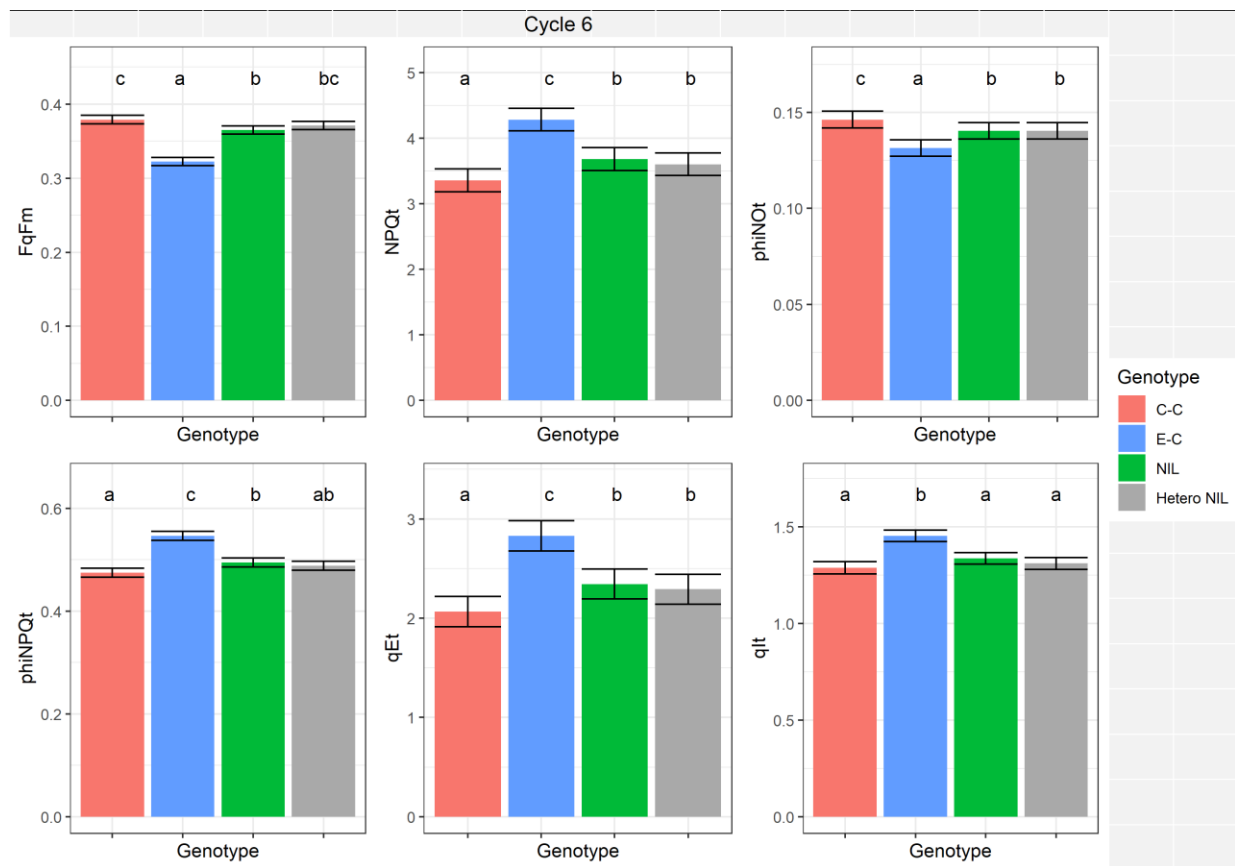 Cycle 6
c a b bc
0.4
0.3
0.2
0.1
0.0
FqFm
Genotype
a c b b
5
4
3
2
1
0
NPQt
Genotype
c a b b
0.15
0.10
0.05
0.00
phiNOt
Genotype
a c b ab
0.6
0.4
0.2
0.0
phiNPQt
Genotype
a c b b
3
2
1
0
qEt
Genotype
a b a a
1.5
1.0
0.5
0.0
qIt
Genotype
Genotype
C-C
E-C
NIL
Hetero NIL